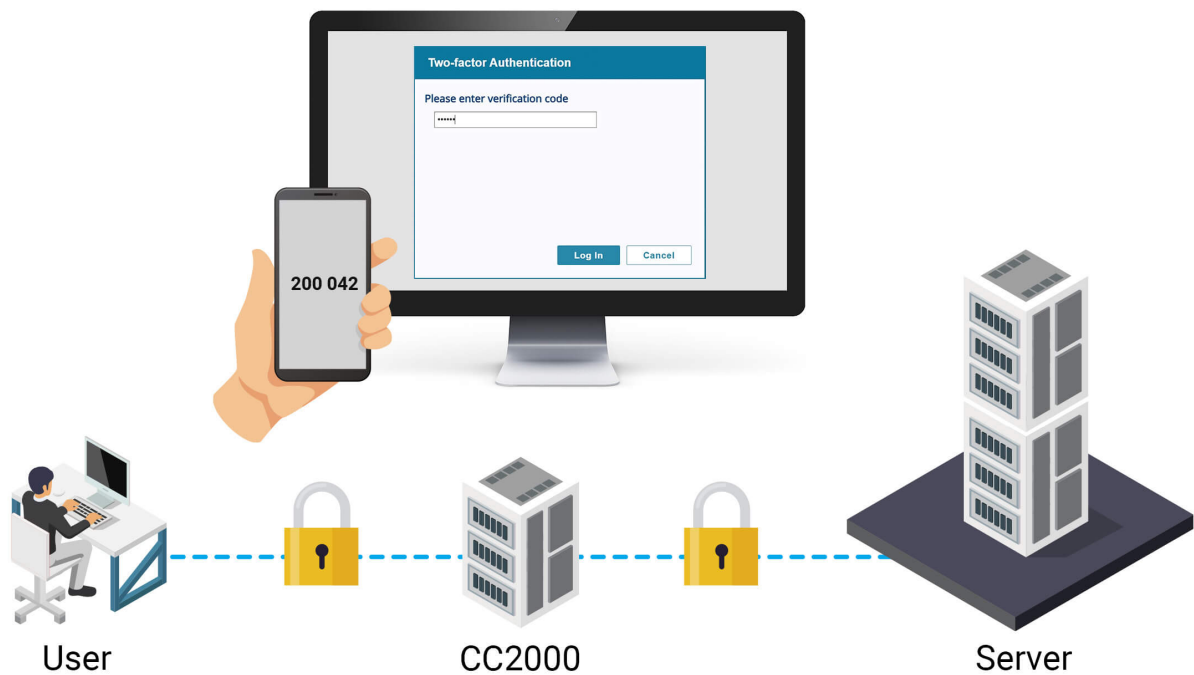 Two-factor Authentication
Please enter verification code
••••••
Log In Cancel
200 042
User CC2000 Server